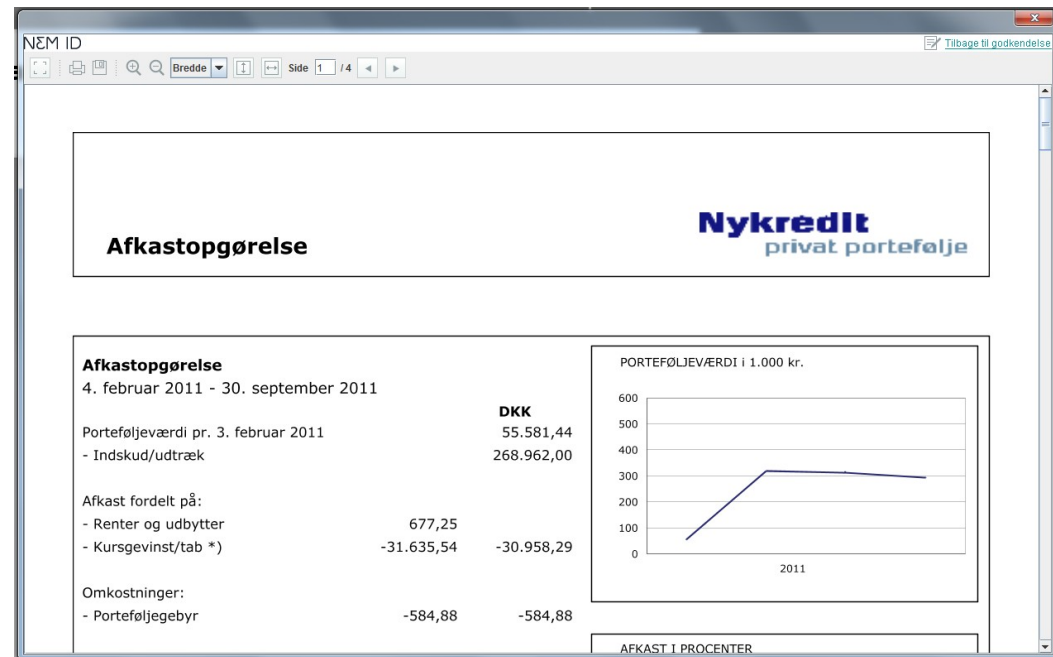 NEM ID
Tilbage til godkendelse
Bredde Side 1 /4
Afkastopgørelse
Nykredit
privat portefølje
Afkastopgørelse
4. februar 2011 - 30. september 2011
DKK
Porteføljeværdi pr. 3. februar 2011 55.581,44
- Indskud/udtræk 268.962,00
Afkast fordelt på:
- Renter og udbytter 677,25
- Kursgevinst/tab *) -31.635,54 -30.958,29
Omkostninger:
- Porteføljegebyr -584,88 -584,88
PORTEFØLJEVÆRDI i 1.000 kr.
600
500
400
300
200
100
0
2011
AFKAST I PROCENTER